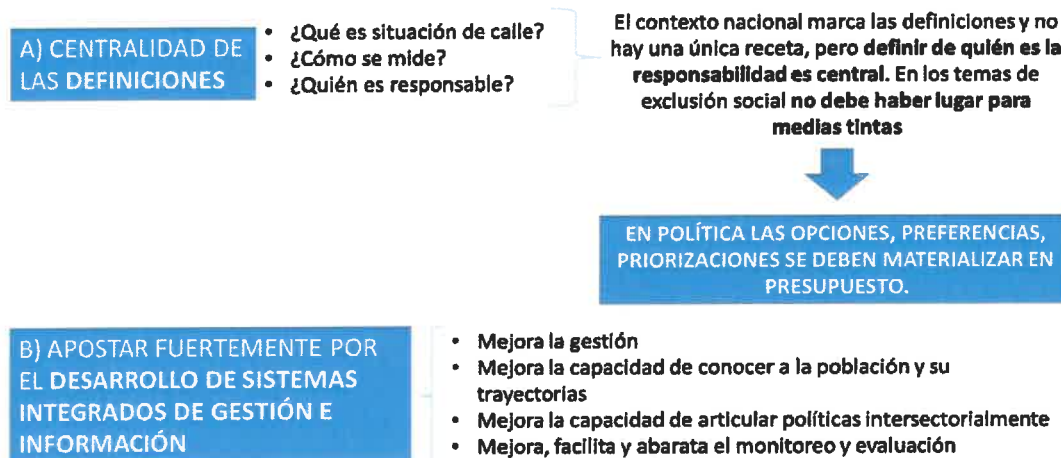 A) CENTRALIDAD DE
LAS DEFINICIONES
• ¿Qué es situación de calle?
• ¿Cómo se mide?
• ¿Quién es responsable?
El contexto nacional marca las definiciones y no
hay una única receta, pero definir de quién es la
responsabilidad es central. En los temas de
exclusión social no debe haber lugar para
medias tintas
EN POLÍTICA LAS OPCIONES, PREFERENCIAS,
PRIORIZACIONES SE DEBEN MATERIALIZAR EN
PRESUPUESTO.
B) APOSTAR FUERTEMENTE POR
EL DESARROLLO DE SISTEMAS
INTEGRADOS DE GESTIÓN E
INFORMACIÓN
• Mejora la gestión
• Mejora la capacidad de conocer a la población y su
trayectorias
• Mejora la capacidad de articular políticas intersectorialmente
• Mejora, facilita y abarata el monitoreo y evaluación